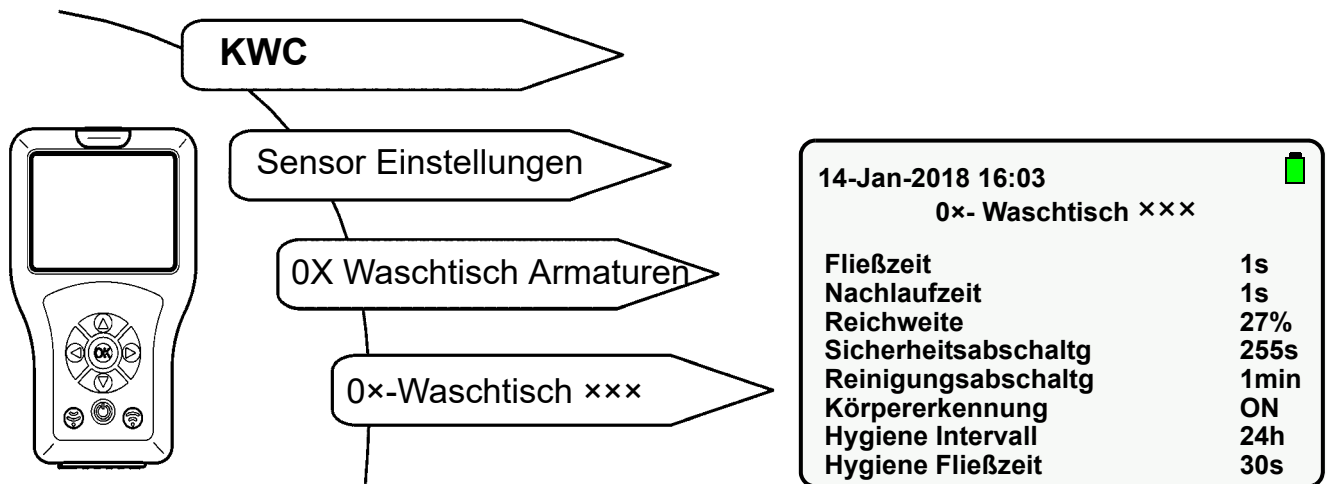 KWC
Sensor Einstellungen
0X Waschtisch Armaturen
0×-Waschtisch ×××
OK
14-Jan-2018 16:03
0×- Waschtisch ×××
Fließzeit 1s
Nachlaufzeit 1s
Reichweite 27%
Sicherheitsabschaltg 255s
Reinigungsabschaltg 1min
Körpererkennung ON
Hygiene Intervall 24h
Hygiene Fließzeit 30s